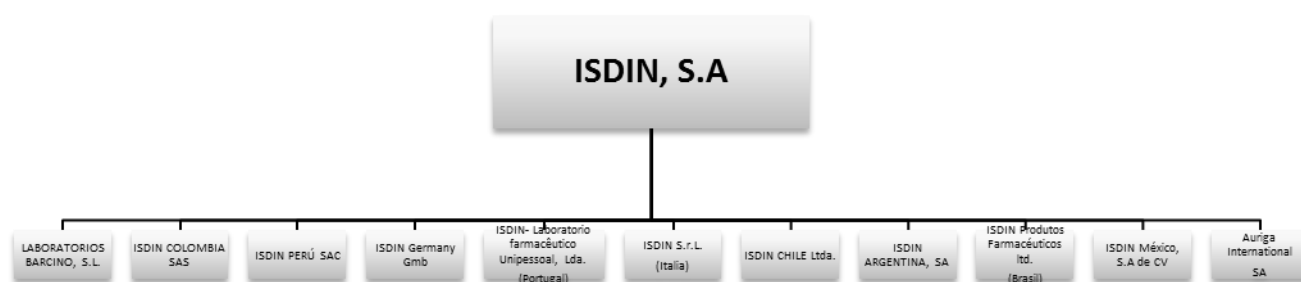 ISDIN, S.A
LABORATORIOS
BARCINO, S.L.
ISDIN COLOMBIA
SAS
ISDIN PERÚ SAC
ISDIN Germany
Gmb
ISDIN- Laboratorio
farmacêutico
Unipessoal, Lda.
(Portugal)
ISDIN S.r.L.
(Italia)
ISDIN CHILE Ltda.
ISDIN
ARGENTINA, SA
ISDIN Produtos
Farmacéuticos
ltd.
(Brasil)
ISDIN México,
S.A de CV
Auriga
International
SA